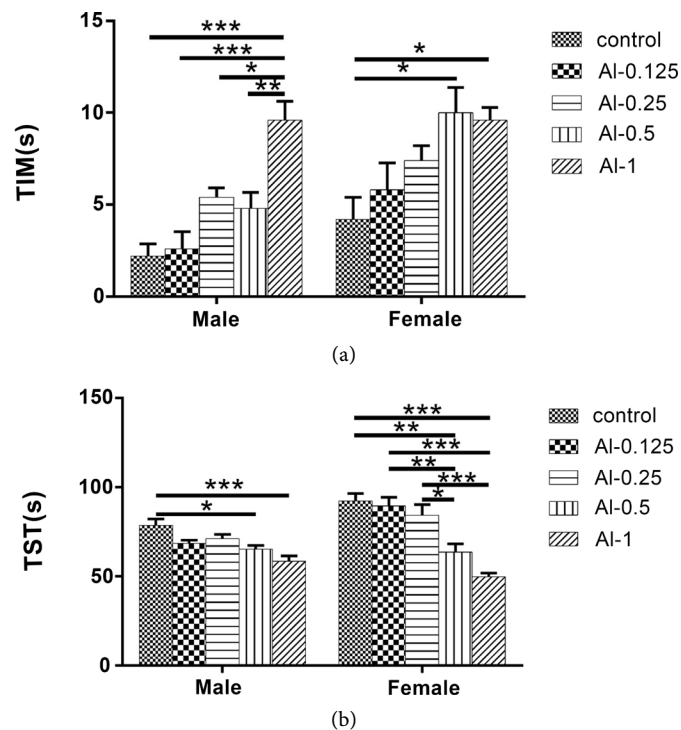 15
10
5
0
TIM(s)
***
***
*
**
*
*
Male
Female
control
Al-0.125
Al-0.25
Al-0.5
Al-1
(a)
150
100
50
0
TST(s)
***
*
***
**
***
**
***
*
Male
Female
control
Al-0.125
Al-0.25
Al-0.5
Al-1
(b)